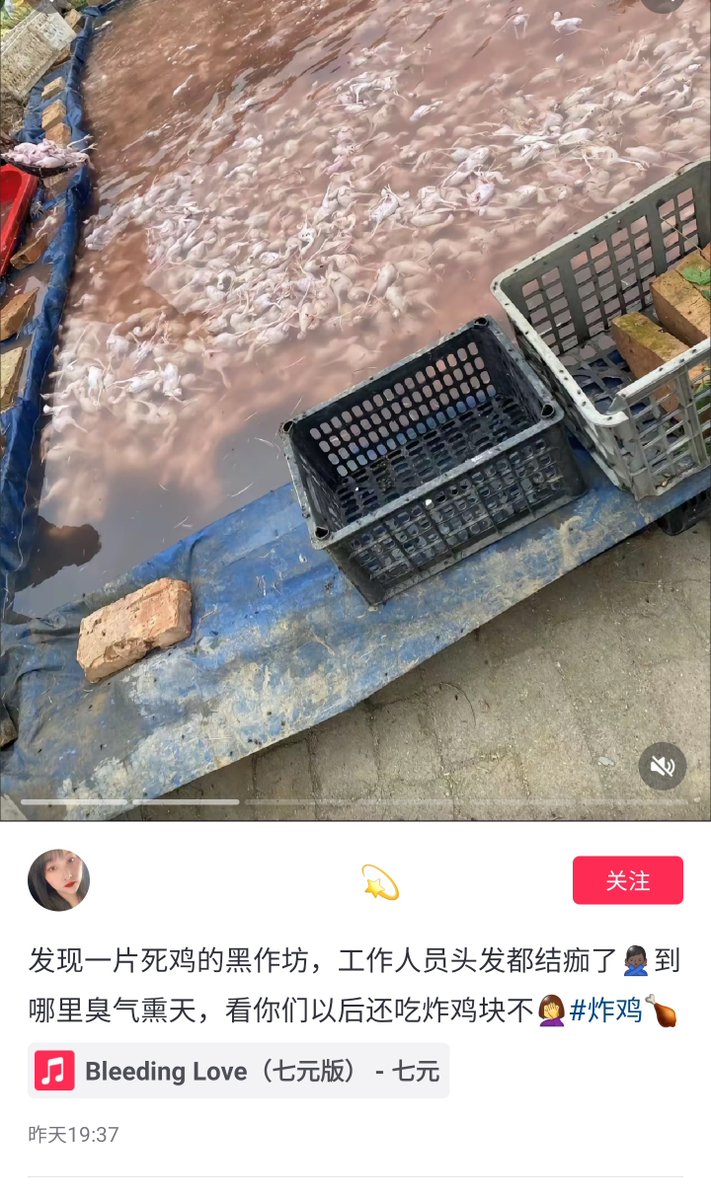 关注
发现一片死鸡的黑作坊，工作人员头发都结痂了🙍🏿到
哪里臭气熏天，看你们以后还吃炸鸡块不🤦#炸鸡🍗
Bleeding Love（七元版） - 七元
昨天19:37